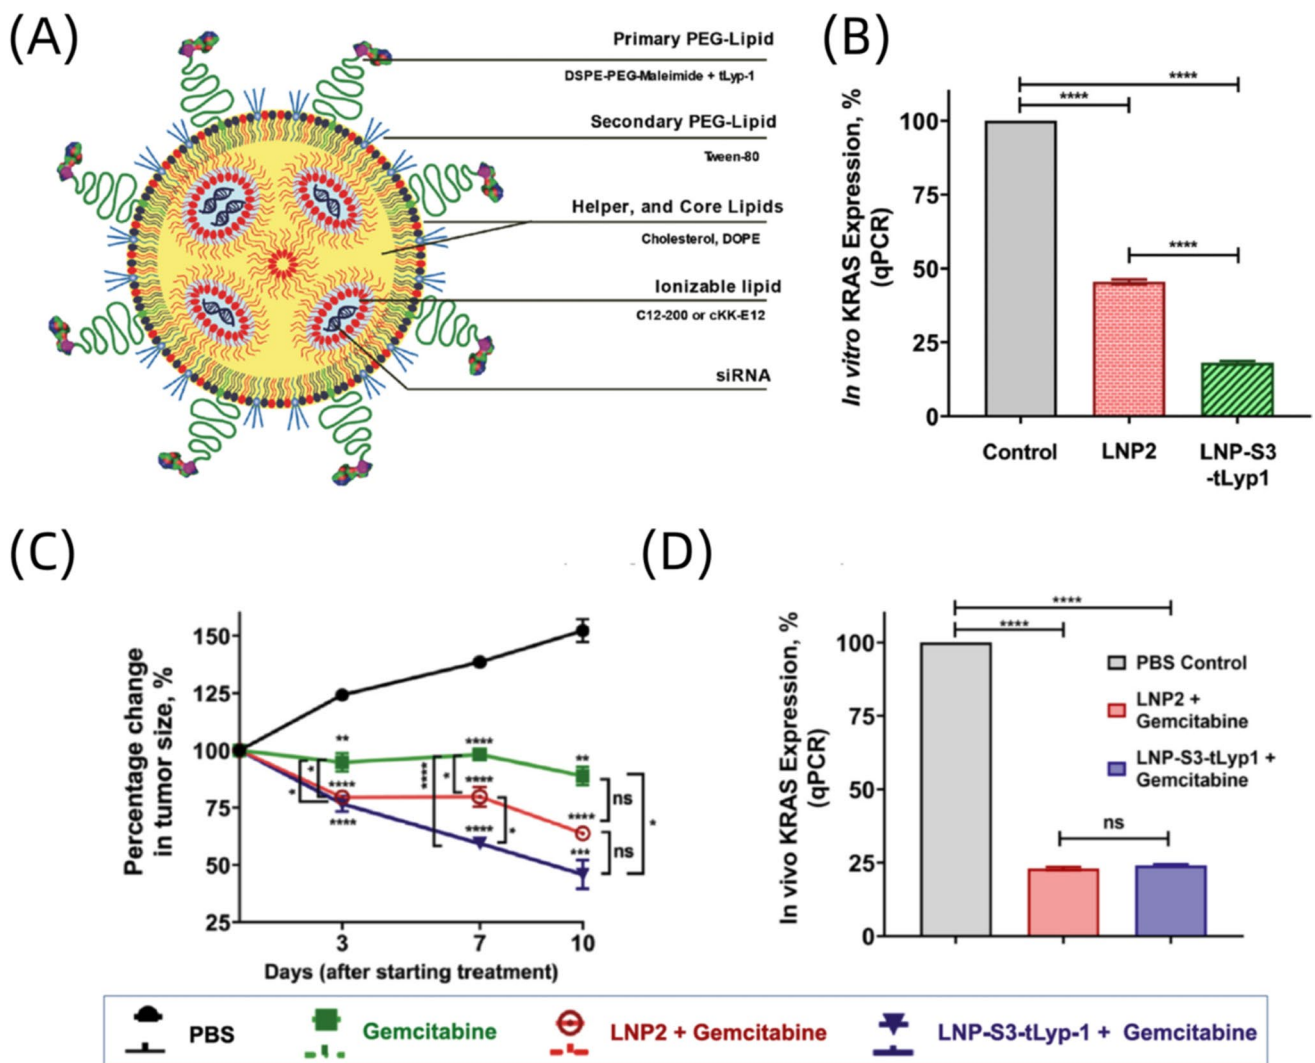 (A)
Primary PEG-Lipid
DSPE-PEG-Maleimide + tLyp-1
Secondary PEG-Lipid
Tween-80
Helper, and Core Lipids
Cholesterol, DOPE
Ionizable lipid
C12-200 or cKK-E12
siRNA
(B)
In vitro KRAS Expression, %
(qPCR)
100
75
50
25
0
****
****
****
Control
LNP2
LNP-S3
-tLyp1
(C)
Percentage change
in tumor size, %
150
125
100
75
50
25
**
****
**
****
****
****
****
****
***
*
*
****
*
*
ns
ns
*
3
7
10
Days (after starting treatment)
(D)
In vivo KRAS Expression, %
(qPCR)
100
75
50
25
0
****
****
ns
PBS Control
LNP2 +
Gemcitabine
LNP-S3-tLyp1 +
Gemcitabine
PBS
Gemcitabine
LNP2 + Gemcitabine
LNP-S3-tLyp-1 + Gemcitabine